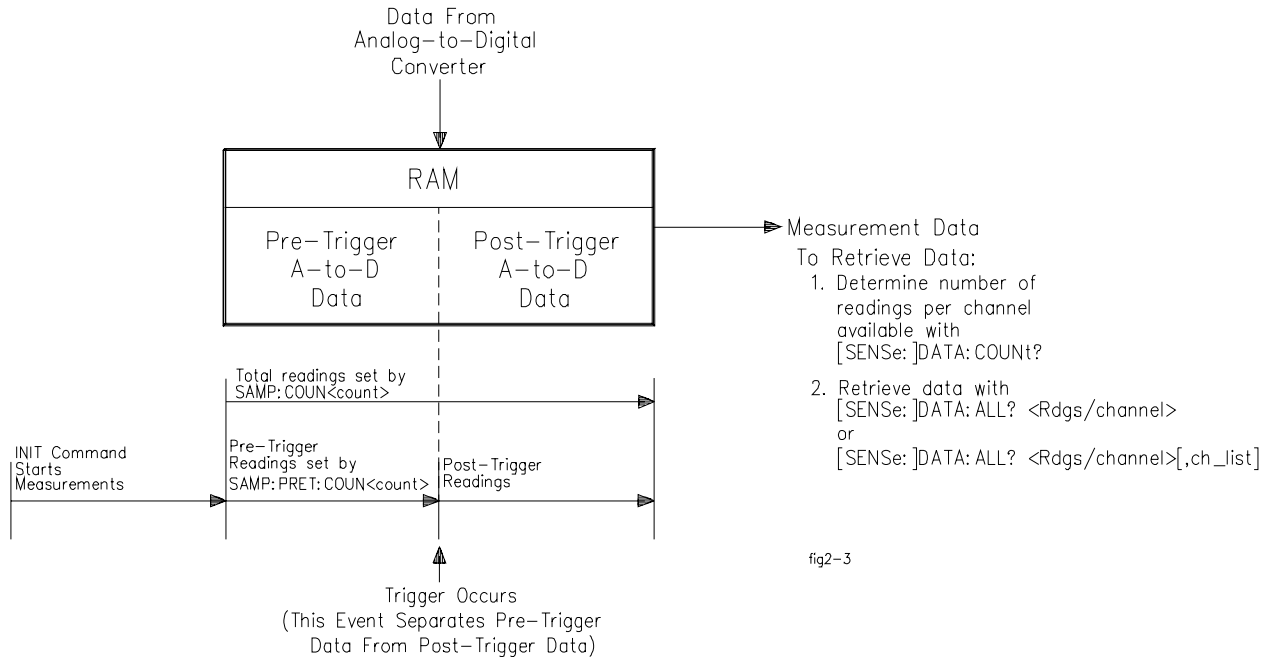 Data From
Analog-to-Digital
Converter
RAM
Pre-Trigger
A-to-D
Data
Post-Trigger
A-to-D
Data
Measurement Data
To Retrieve Data:
1. Determine number of
readings per channel
available with
[SENSe:]DATA:COUNt?
2. Retrieve data with
[SENSe:]DATA:ALL? <Rdgs/channel>
or
[SENSe:]DATA:ALL? <Rdgs/channel>[,ch_list]
Total readings set by
SAMP:COUN<count>
INIT Command
Starts
Measurements
Pre-Trigger
Readings set by
SAMP:PRET:COUN<count>
Post-Trigger
Readings
Trigger Occurs
(This Event Separates Pre-Trigger
Data From Post-Trigger Data)
fig2-3